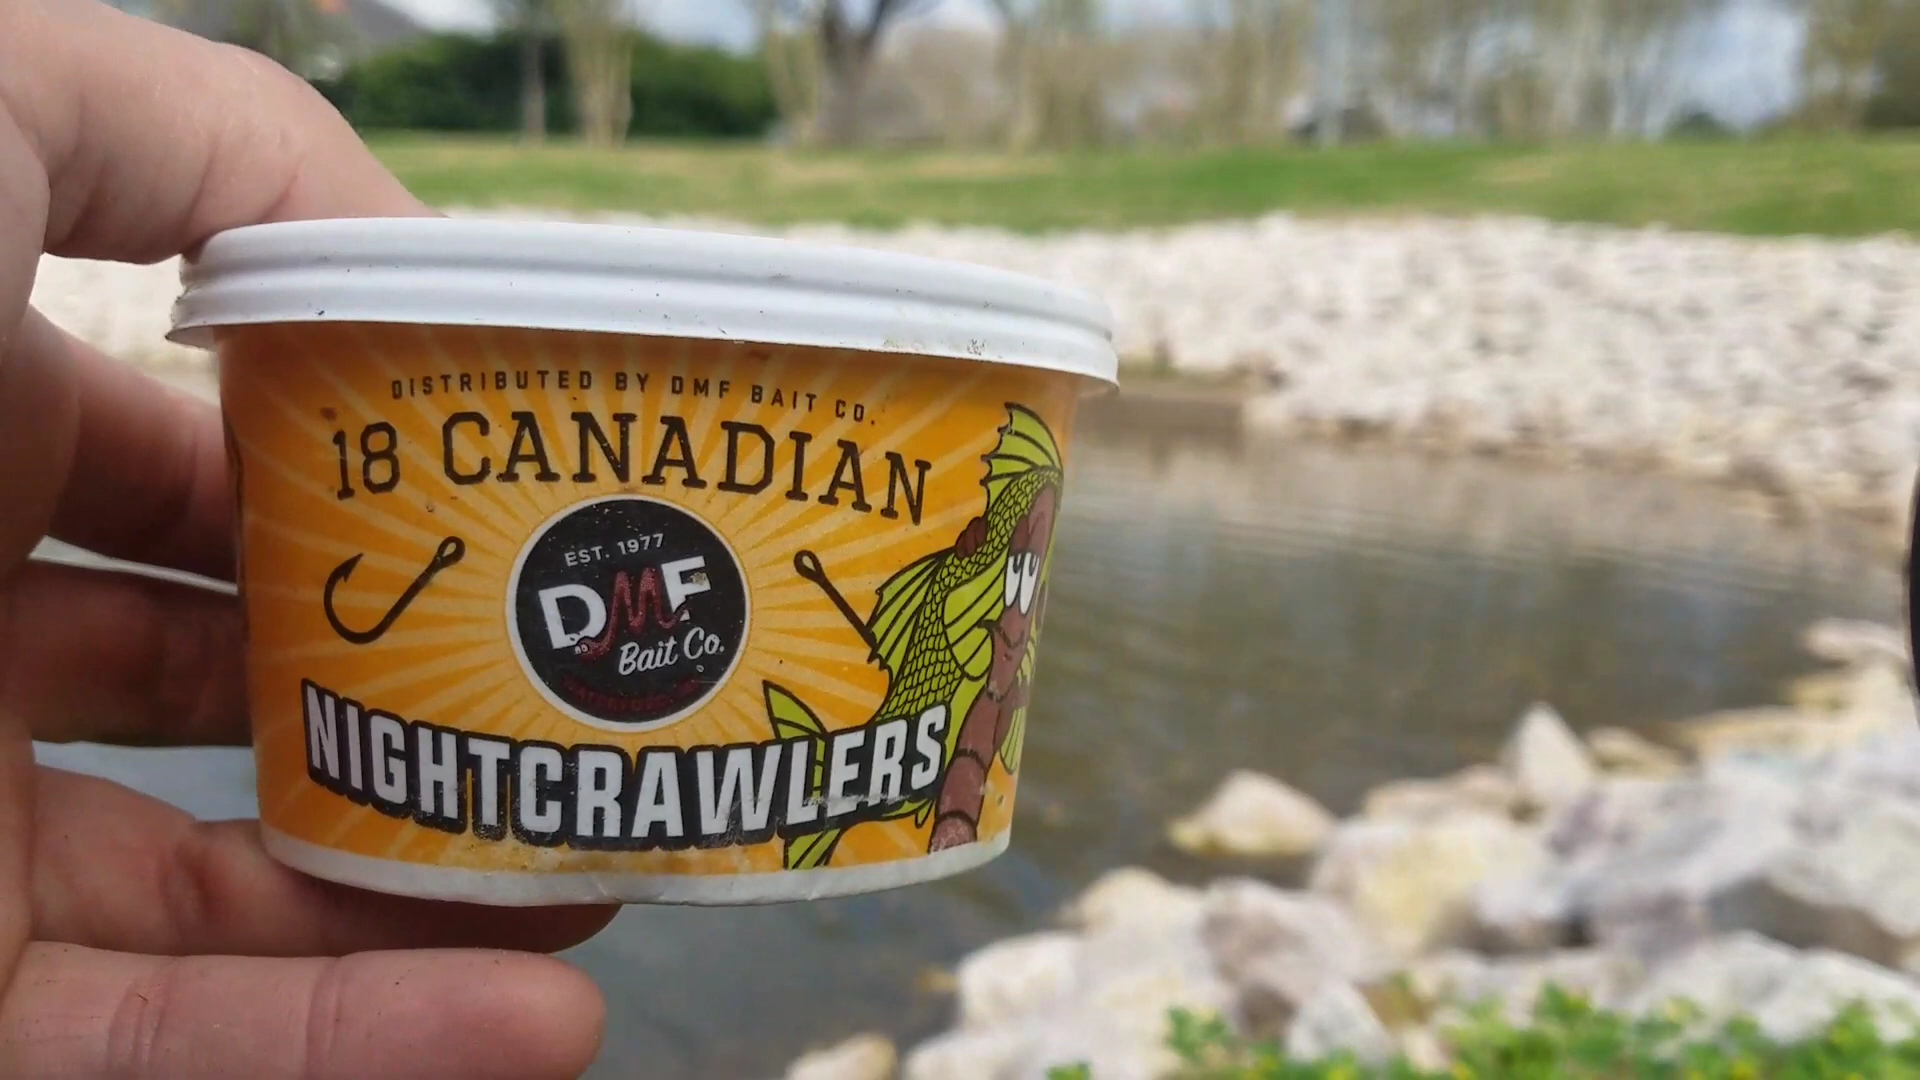 DISTRIBUTED BY DMF BAIT CO.
18 CANADIAN
EST. 1977
DMF
Bait Co.
NIGHTCRAWLERS